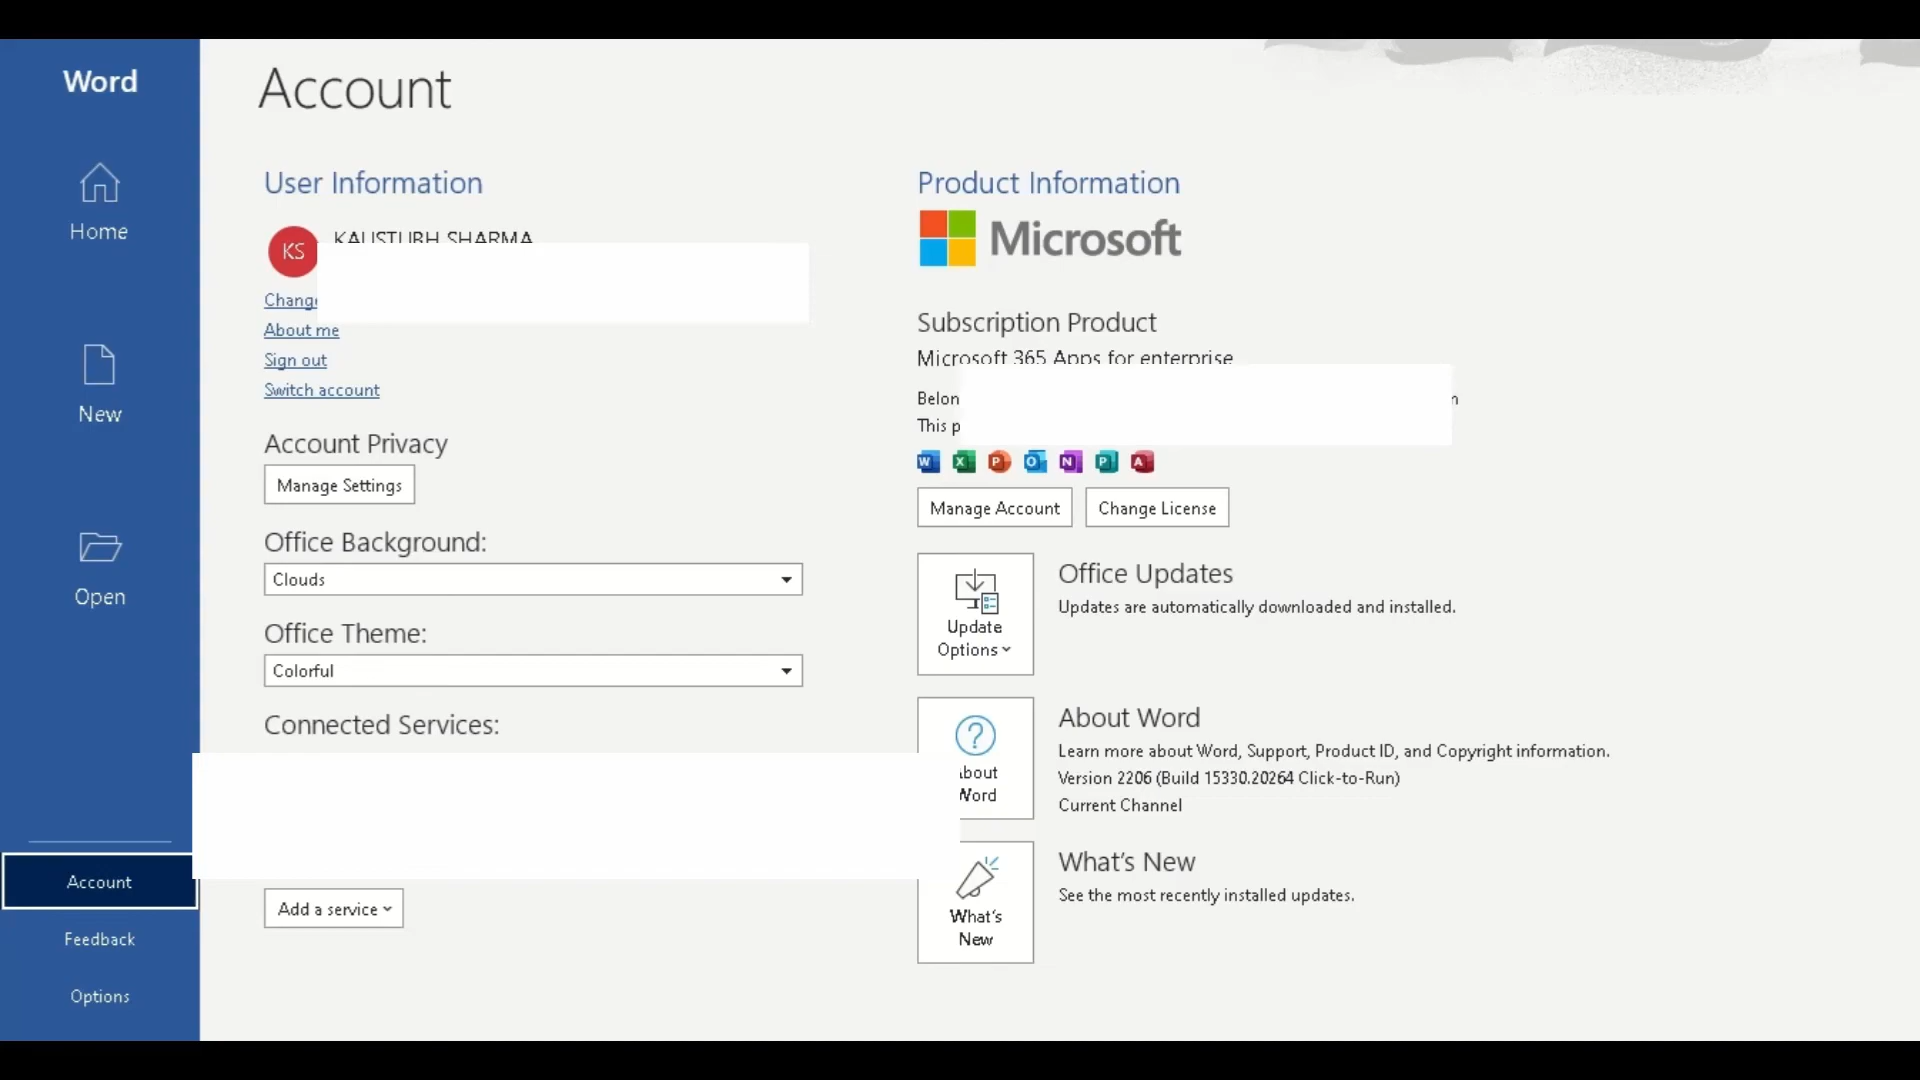 Word
Home
New
Open
Account
Feedback
Options
Account
User Information
KS
KAUSTUBH SHARMA
Change
About me
Sign out
Switch account
Account Privacy
Manage Settings
Office Background:
Clouds
Office Theme:
Colorful
Connected Services:
Add a service
Product Information
Microsoft
Subscription Product
Microsoft 365 Apps for enterprise
This p
W X P O N P A
Manage Account
Change License
Update
Options
Office Updates
Updates are automatically downloaded and installed.
About
Word
About Word
Learn more about Word, Support, Product ID, and Copyright information.
Version 2206 (Build 15330.20264 Click-to-Run)
Current Channel
What's
New
What's New
See the most recently installed updates.